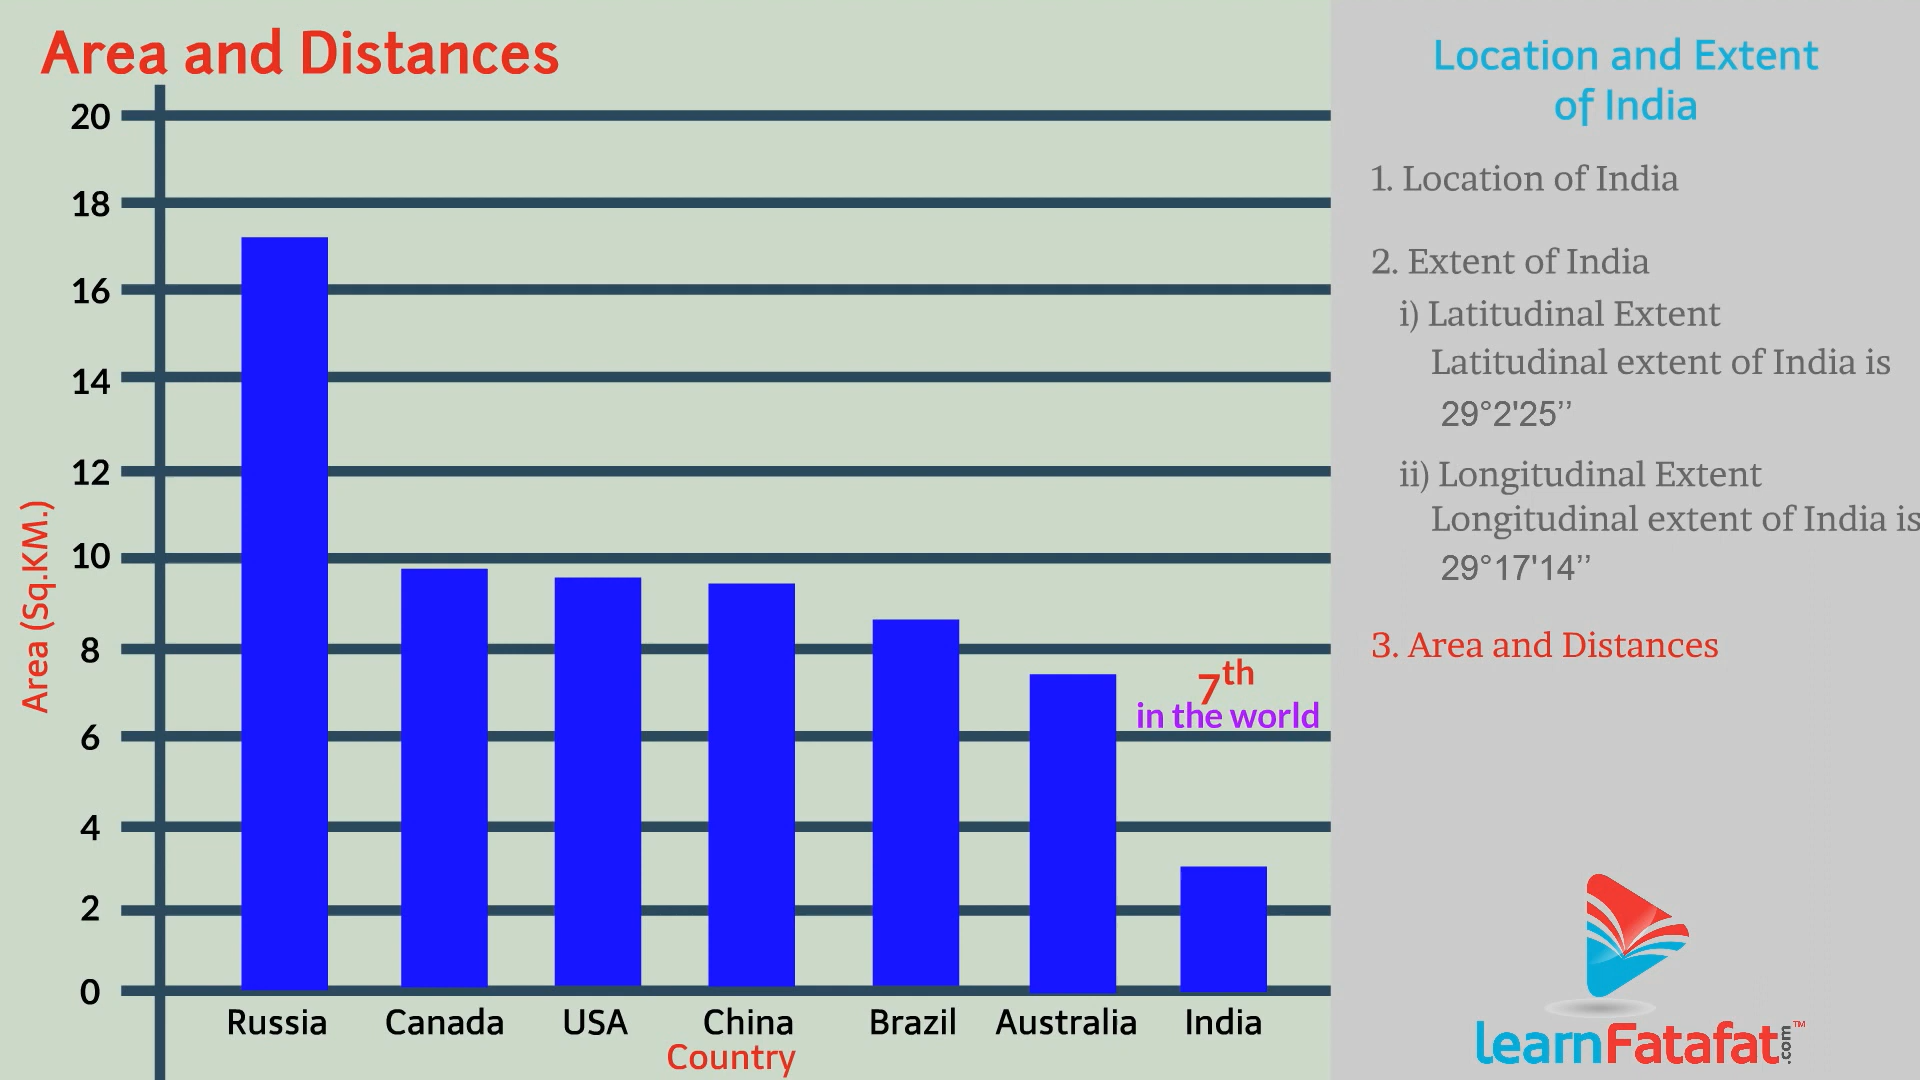 Area and Distances
20
18
16
14
12
10
8
6
4
2
0
Area (Sq.KM.)
7th
in the world
Russia Canada USA China Brazil Australia India
Country
Location and Extent
of India
1. Location of India
2. Extent of India
i) Latitudinal Extent
Latitudinal extent of India is
29°2'25’’
ii) Longitudinal Extent
Longitudinal extent of India is
29°17'14’’
3. Area and Distances
learnFatafat.com™